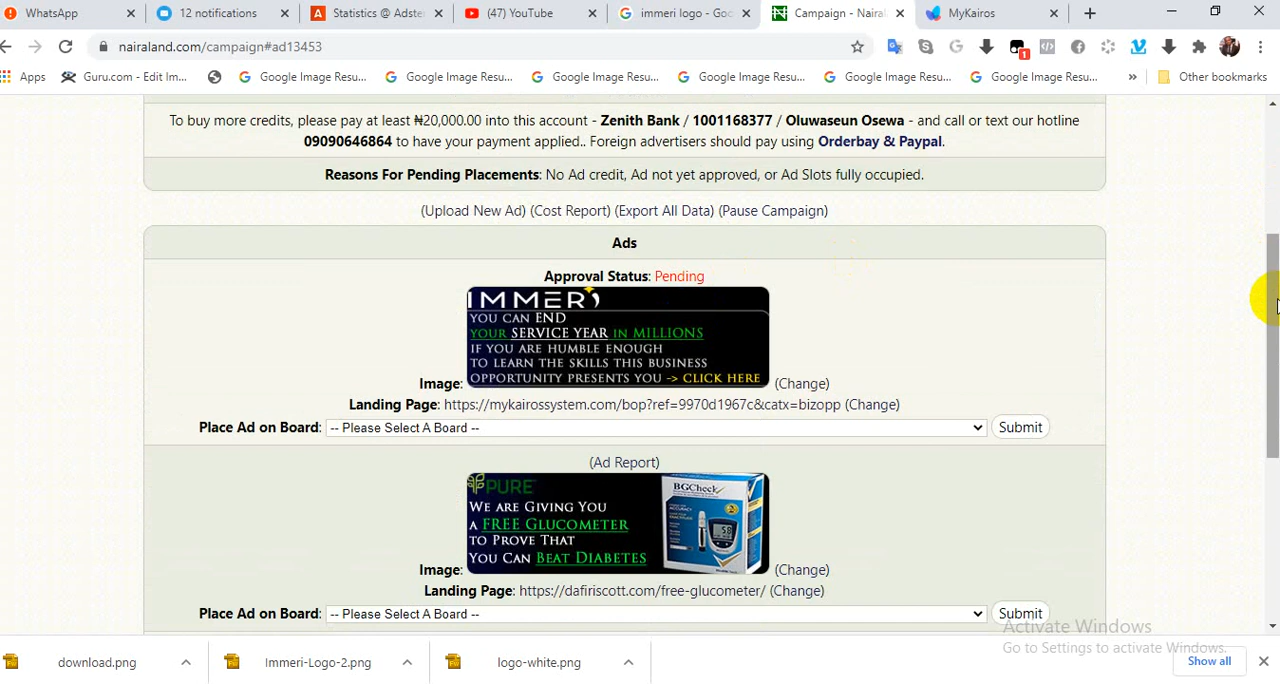 WhatsApp
12 notifications
Statistics @ Adste
(47) YouTube
immeri logo - Goo
Campaign - Nairal
MyKairos
nairaland.com/campaign#ad13453
1
Apps
Guru.com - Edit Im...
Google Image Resu...
Google Image Resu...
Google Image Resu...
Google Image Resu...
Google Image Resu...
Google Image Resu...
Other bookmarks
To buy more credits, please pay at least ₦20,000.00 into this account - Zenith Bank / 1001168377 / Oluwaseun Osewa - and call or text our hotline
09090646864 to have your payment applied.. Foreign advertisers should pay using Orderbay & Paypal.
Reasons For Pending Placements: No Ad credit, Ad not yet approved, or Ad Slots fully occupied.
(Upload New Ad) (Cost Report) (Export All Data) (Pause Campaign)
Ads
Approval Status: Pending
IMMERI
YOU CAN END
YOUR SERVICE YEAR IN MILLIONS
IF YOU ARE HUMBLE ENOUGH
TO LEARN THE SKILLS THIS BUSINESS
OPPORTUNITY PRESENTS YOU -> CLICK HERE
Image: (Change)
Landing Page: https://mykairossystem.com/bop?ref=9970d1967c&catx=bizopp (Change)
Place Ad on Board: -- Please Select A Board -- Submit
(Ad Report)
PURE
WE ARE GIVING YOU
A FREE GLUCOMETER
TO PROVE THAT
YOU CAN BEAT DIABETES
BGCheck
58
Image: (Change)
Landing Page: https://dafiriscott.com/free-glucometer/ (Change)
Place Ad on Board: -- Please Select A Board -- Submit
Activate Windows
Go to Settings to activate Windows.
download.png
Immeri-Logo-2.png
logo-white.png
Show all